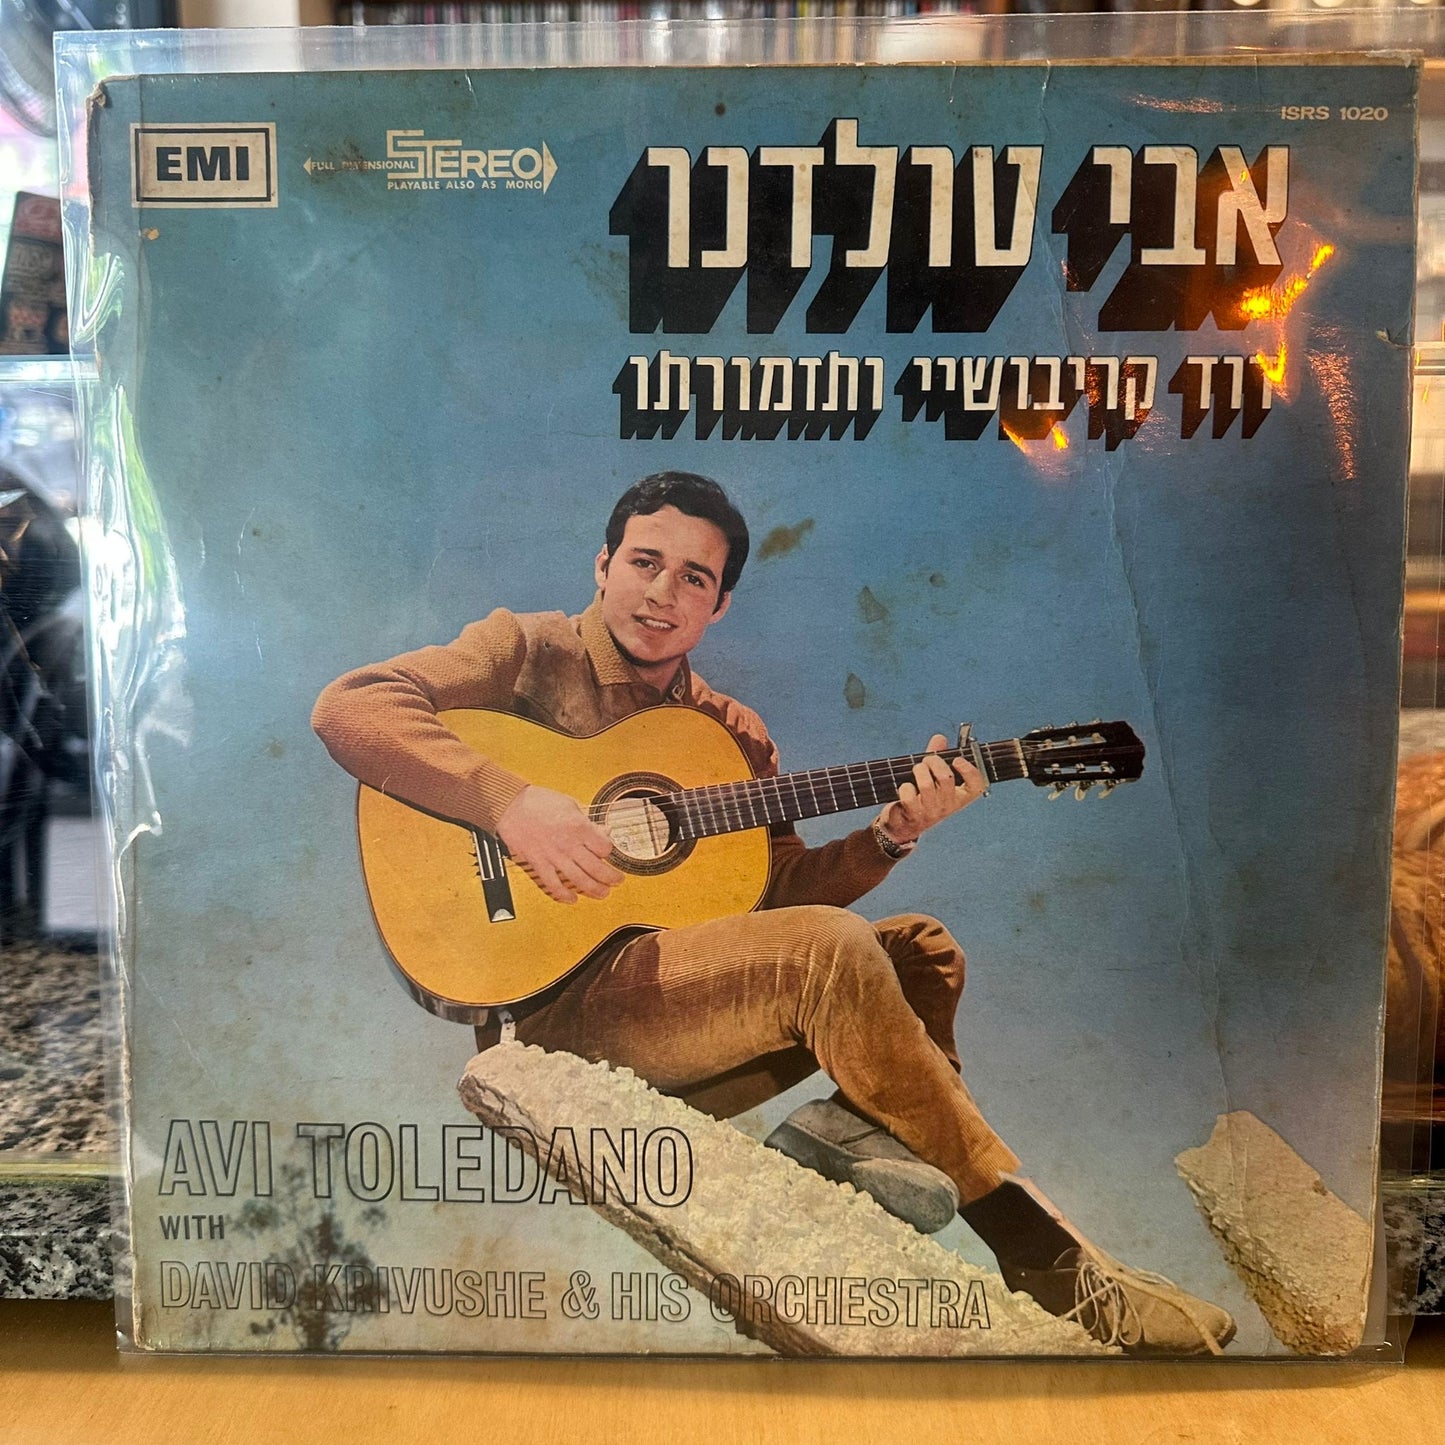 ISRS 1020
EMI
FULL DIMENSIONAL STEREO
PLAYABLE ALSO AS MONO
אבי טולדנו
דוד קריבושיי ותזמורתו
AVI TOLEDANO
WITH
DAVID KRIVUSHE & HIS ORCHESTRA